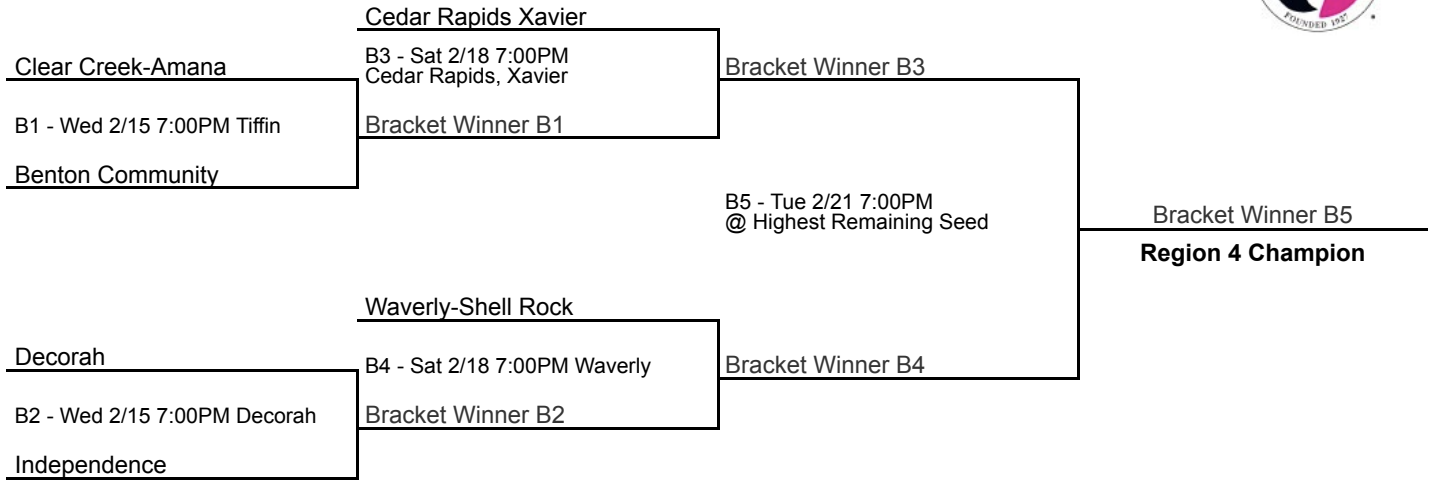 Cedar Rapids Xavier
FOUNDED 1927
Clear Creek-Amana
B3 - Sat 2/18 7:00PM
Cedar Rapids, Xavier
Bracket Winner B3
B1 - Wed 2/15 7:00PM Tiffin
Bracket Winner B1
Benton Community
B5 - Tue 2/21 7:00PM
@ Highest Remaining Seed
Bracket Winner B5
Region 4 Champion
Waverly-Shell Rock
Decorah
B4 - Sat 2/18 7:00PM Waverly
Bracket Winner B4
B2 - Wed 2/15 7:00PM Decorah
Bracket Winner B2
Independence